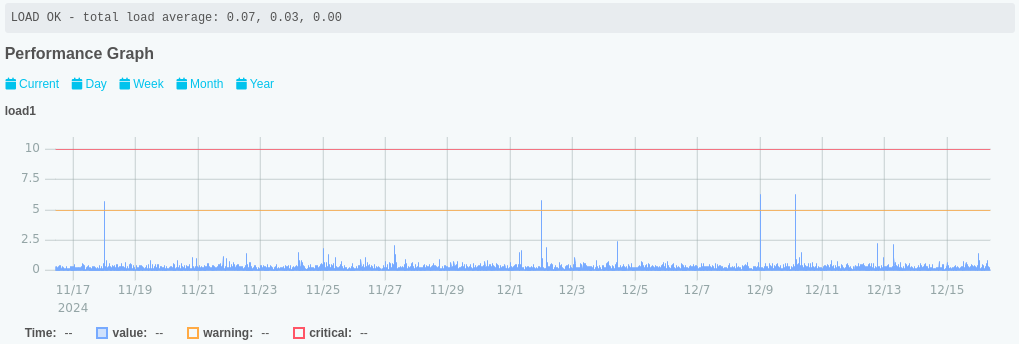 LOAD OK - total load average: 0.07, 0.03, 0.00
Performance Graph
Current Day Week Month Year
load1
10
7.5
5
2.5
0
11/17 11/19 11/21 11/23 11/25 11/27 11/29 12/1 12/3 12/5 12/7 12/9 12/11 12/13 12/15
2024
Time: -- value: -- warning: -- critical: --